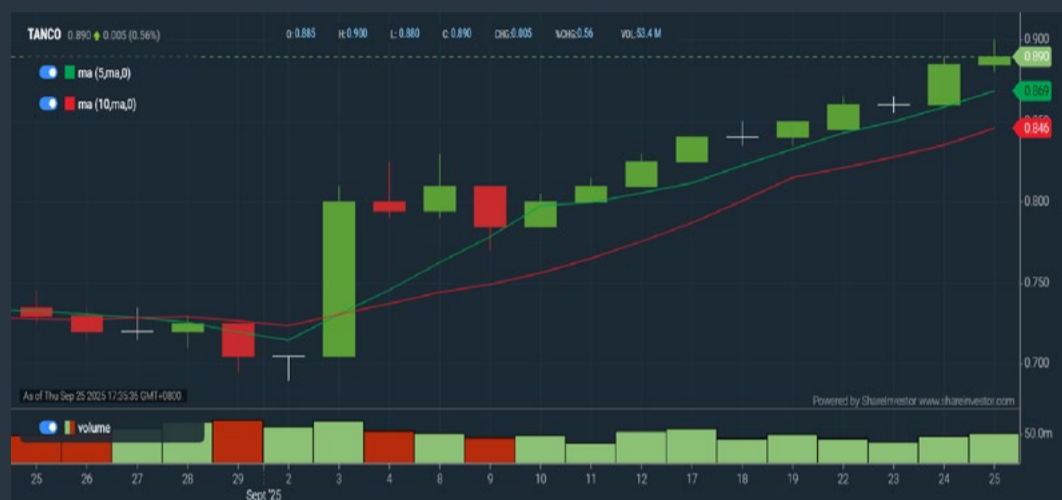 TANCO 0.890 0.005 (0.56%) O: 0.885 H: 0.900 L: 0.880 C: 0.890 CHG:0.005 %CHG:0.56 VOL:53.4 M
ma (5,ma,0)
ma (10,ma,0)
0.900
0.890
0.869
0.846
0.800
0.750
0.700
As of Thu Sep 25 2025 17:35:36 GMT+0800
Powered by ShareInvestor www.shareinvestor.com
volume
50.0m
25 26 27 28 29 2 3 4 8 9 10 11 12 17 18 19 22 23 24 25
Sept '25